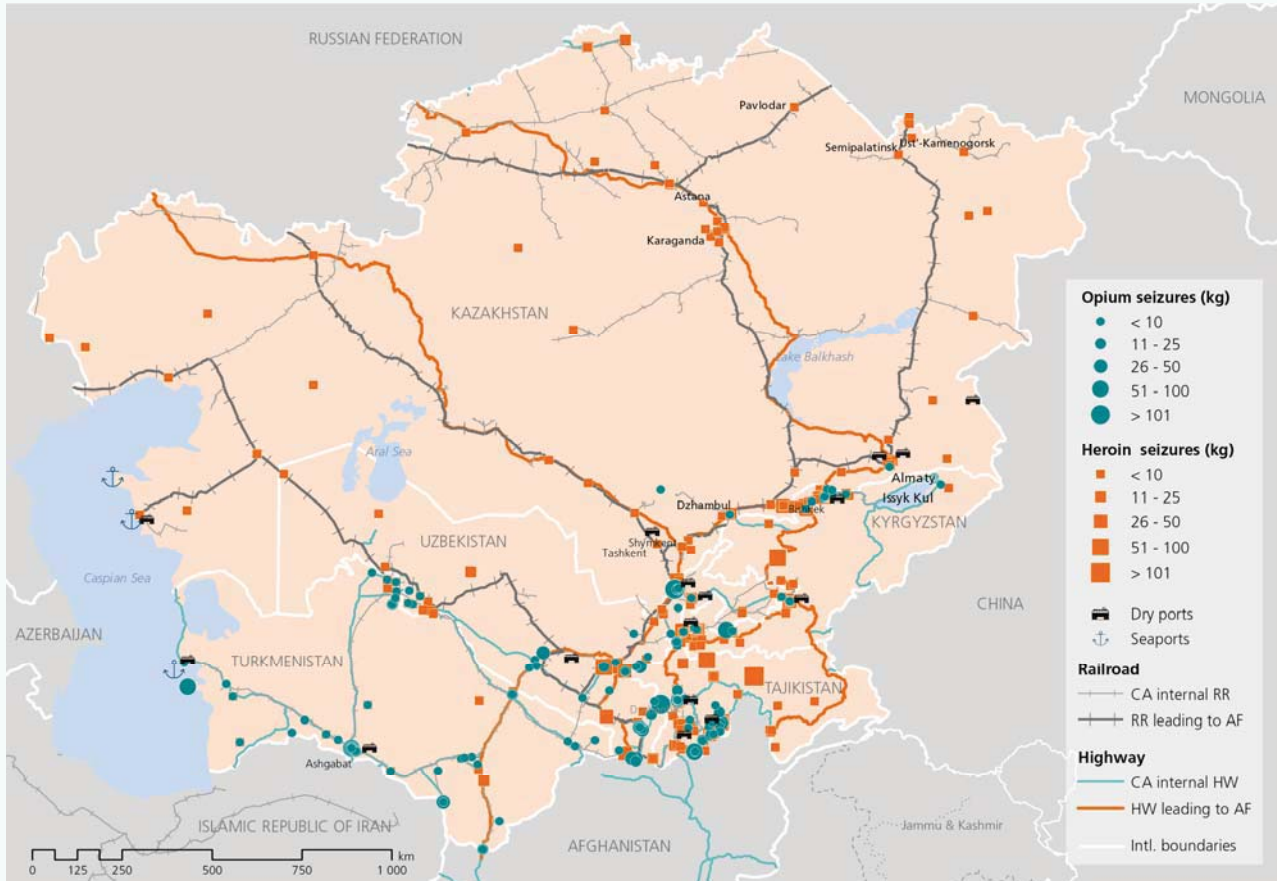 RUSSIAN FEDERATION
MONGOLIA
Pavlodar
Semipalatinsk
Ust'-Kamenogorsk
Astana
Karaganda
KAZAKHSTAN
Lake Balkhash
Aral Sea
Almaty
Dzhambul
Issyk Kul
Bishkek
KYRGYZSTAN
Shymkent
Tashkent
UZBEKISTAN
Caspian Sea
CHINA
AZERBAIJAN
TURKMENISTAN
TAJIKISTAN
Ashgabat
ISLAMIC REPUBLIC OF IRAN
AFGHANISTAN
Jammu & Kashmir
km
0 125 250 500 750 1 000
Opium seizures (kg)
< 10
11 - 25
26 - 50
51 - 100
> 101
Heroin seizures (kg)
< 10
11 - 25
26 - 50
51 - 100
> 101
Dry ports
Seaports
Railroad
CA internal RR
RR leading to AF
Highway
CA internal HW
HW leading to AF
Intl. boundaries